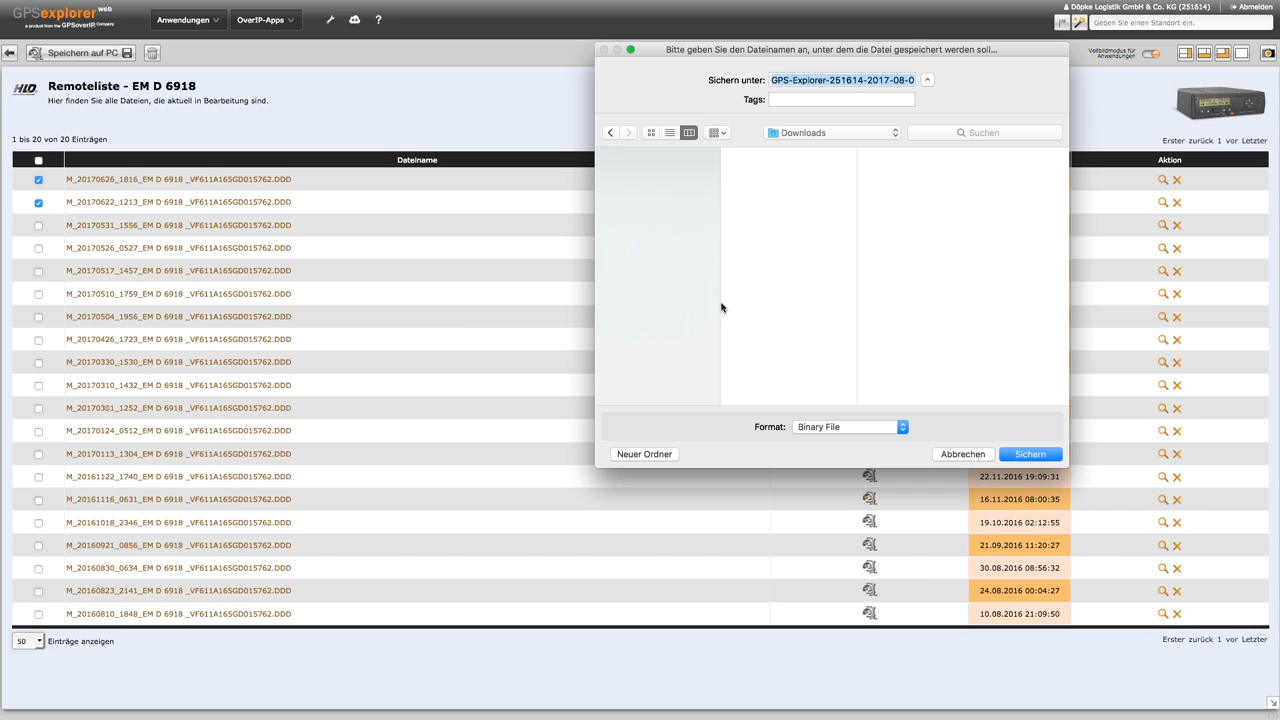 GPSexplorer web
a product from the GPSoverIP Company
Anwendungen
OverIP-Apps
?
Döpke Logistik GmbH & Co. KG (251614)
Abmelden
Geben Sie einen Standort ein.
Speichern auf PC
Vollbildmodus für
Anwendungen
Bitte geben Sie den Dateinamen an, unter dem die Datei gespeichert werden soll...
Sichern unter: GPS-Explorer-251614-2017-08-0
Tags:
Downloads
Suchen
Format: Binary File
Neuer Ordner
Abbrechen
Sichern
HLO Remoteliste - EM D 6918
Hier finden Sie alle Dateien, die aktuell in Bearbeitung sind.
1 bis 20 von 20 Einträgen
Erster zurück 1 vor Letzter
Dateiname Aktion
M_20170626_1816_EM D 6918 _VF611A165GD015762.DDD
M_20170622_1213_EM D 6918 _VF611A165GD015762.DDD
M_20170531_1556_EM D 6918 _VF611A165GD015762.DDD
M_20170526_0527_EM D 6918 _VF611A165GD015762.DDD
M_20170517_1457_EM D 6918 _VF611A165GD015762.DDD
M_20170510_1759_EM D 6918 _VF611A165GD015762.DDD
M_20170504_1956_EM D 6918 _VF611A165GD015762.DDD
M_20170426_1723_EM D 6918 _VF611A165GD015762.DDD
M_20170330_1530_EM D 6918 _VF611A165GD015762.DDD
M_20170310_1432_EM D 6918 _VF611A165GD015762.DDD
M_20170301_1252_EM D 6918 _VF611A165GD015762.DDD
M_20170124_0512_EM D 6918 _VF611A165GD015762.DDD
M_20170113_1304_EM D 6918 _VF611A165GD015762.DDD
M_20161122_1740_EM D 6918 _VF611A165GD015762.DDD 22.11.2016 19:09:31
M_20161116_0631_EM D 6918 _VF611A165GD015762.DDD 16.11.2016 08:00:35
M_20161018_2346_EM D 6918 _VF611A165GD015762.DDD 19.10.2016 02:12:55
M_20160921_0856_EM D 6918 _VF611A165GD015762.DDD 21.09.2016 11:20:27
M_20160830_0634_EM D 6918 _VF611A165GD015762.DDD 30.08.2016 08:56:32
M_20160823_2141_EM D 6918 _VF611A165GD015762.DDD 24.08.2016 00:04:27
M_20160810_1848_EM D 6918 _VF611A165GD015762.DDD 10.08.2016 21:09:50
50 Einträge anzeigen
Erster zurück 1 vor Letzter